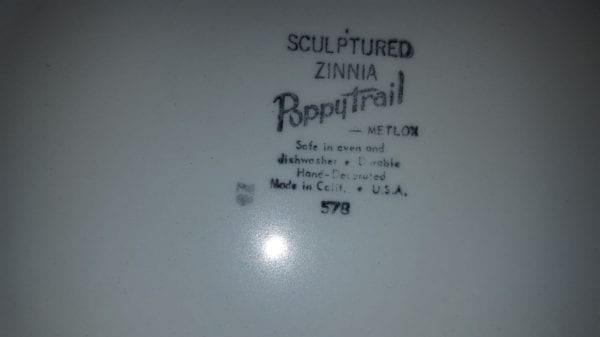 SCULPTURED
ZINNIA
PoppyTrail
— METLOX
Safe in oven and
dishwasher • Durable
Hand-Decorated
Made in Calif. • U.S.A.
578